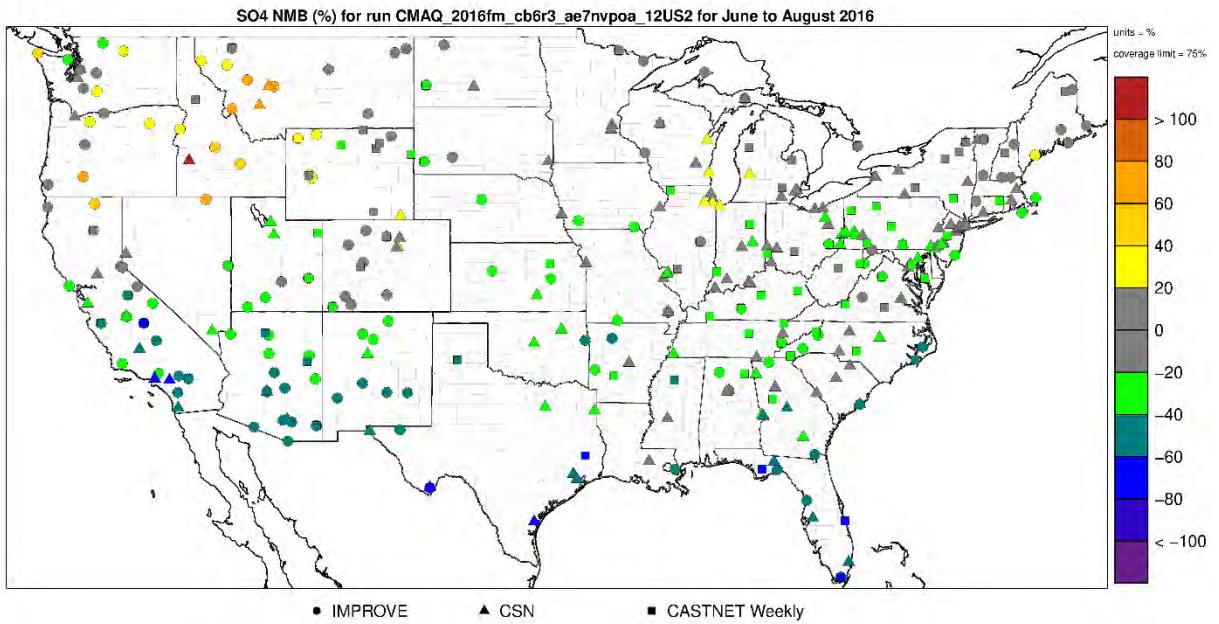 SO4 NMB (%) for run CMAQ_2016fm_cb6r3_ae7nvpoa_12US2 for June to August 2016
units = %
coverage limit = 75%
> 100
80
60
40
20
0
−20
−40
−60
−80
< −100
IMPROVE
CSN
CASTNET Weekly